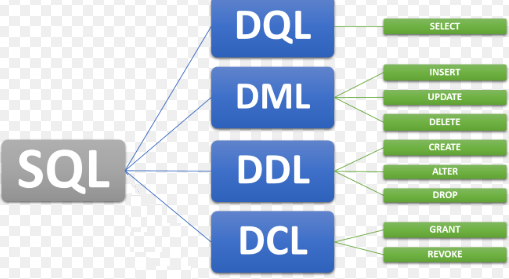 SQL
DQL
SELECT
DML
INSERT
UPDATE
DELETE
DDL
CREATE
ALTER
DROP
DCL
GRANT
REVOKE